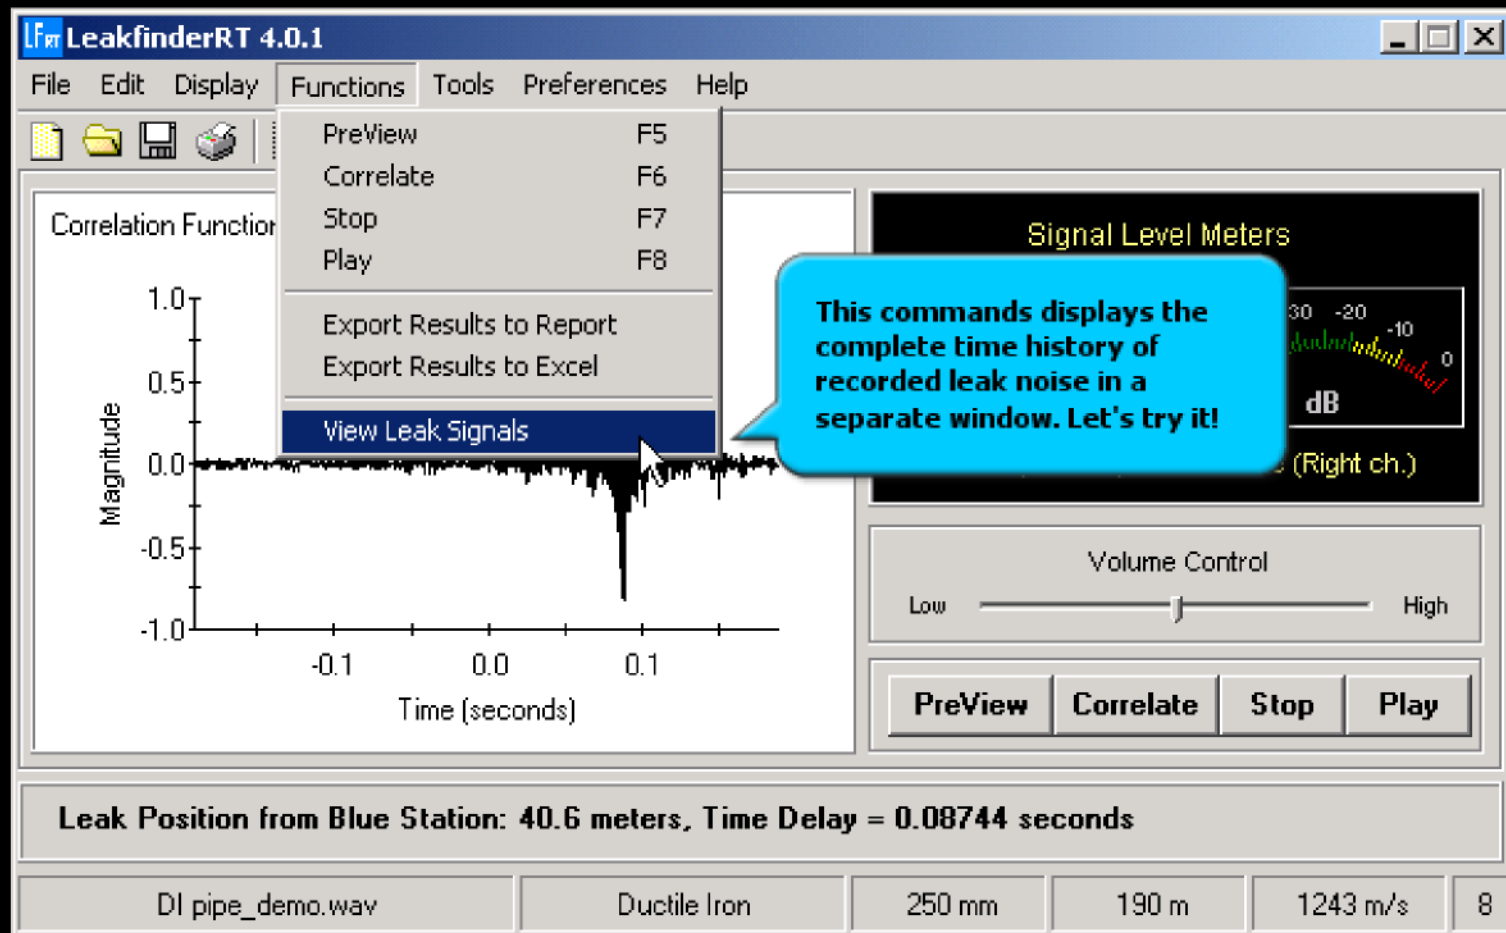 LFRT LeakfinderRT 4.0.1
File Edit Display Functions Tools Preferences Help
PreView F5
Correlate F6
Stop F7
Play F8
Export Results to Report
Export Results to Excel
View Leak Signals
Correlation Function
1.0
0.5
0.0
-0.5
-1.0
Magnitude
-0.1 0.0 0.1
Time (seconds)
This commands displays the
complete time history of
recorded leak noise in a
separate window. Let's try it!
Signal Level Meters
30 -20 -10 0
dB
(Right ch.)
Volume Control
Low High
PreView Correlate Stop Play
Leak Position from Blue Station: 40.6 meters, Time Delay = 0.08744 seconds
DI pipe_demo.wav Ductile Iron 250 mm 190 m 1243 m/s 8